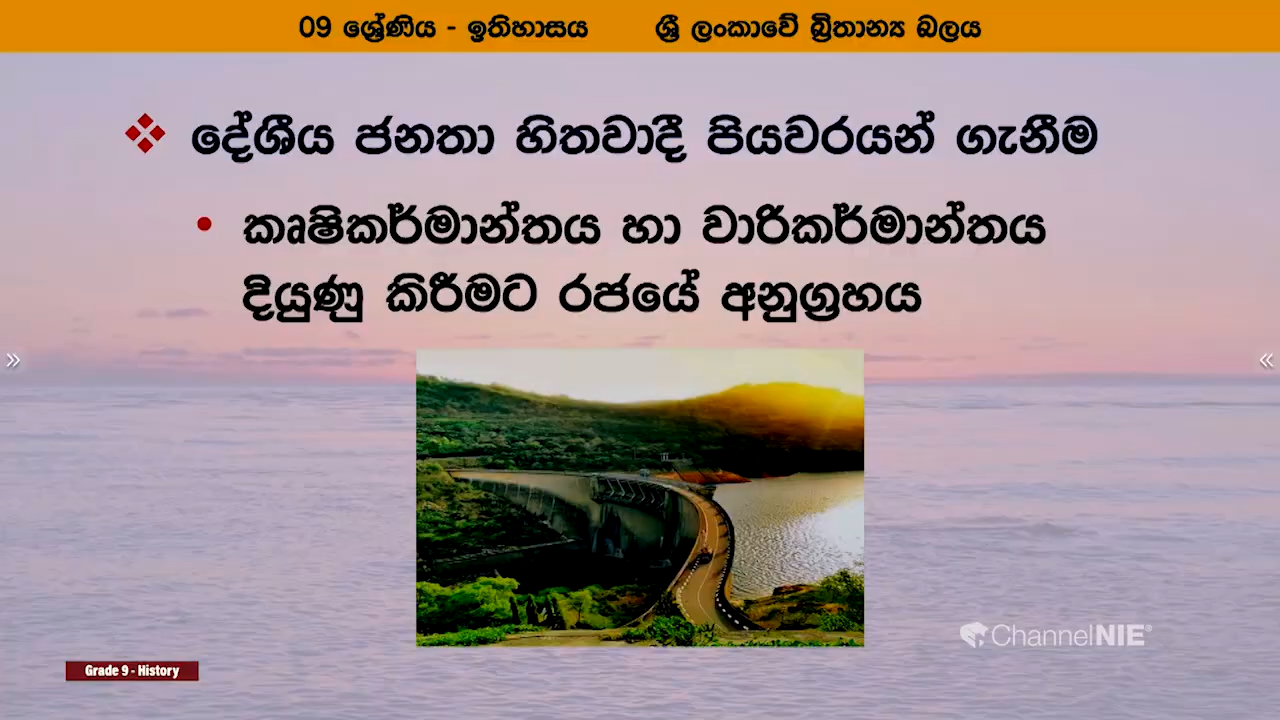 09 ශ්‍රේණිය - ඉතිහාසය ශ්‍රී ලංකාවේ බ්‍රිතාන්‍ය බලය
දේශීය ජනතා හිතවාදී පියවරයන් ගැනීම
කෘෂිකර්මාන්තය හා වාරිකර්මාන්තය
දියුණු කිරීමට රජයේ අනුග්‍රහය
ChannelNIE®
Grade 9 - History